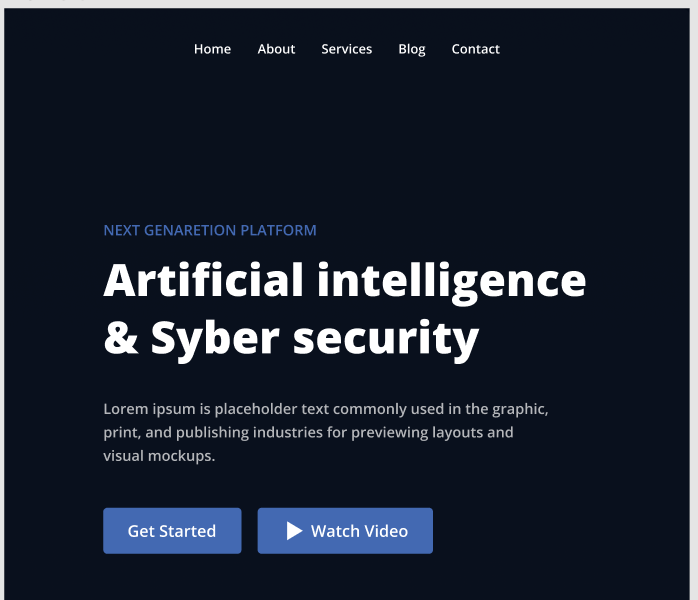 Home About Services Blog Contact
NEXT GENARETION PLATFORM
Artificial intelligence
& Syber security
Lorem ipsum is placeholder text commonly used in the graphic,
print, and publishing industries for previewing layouts and
visual mockups.
Get Started Watch Video